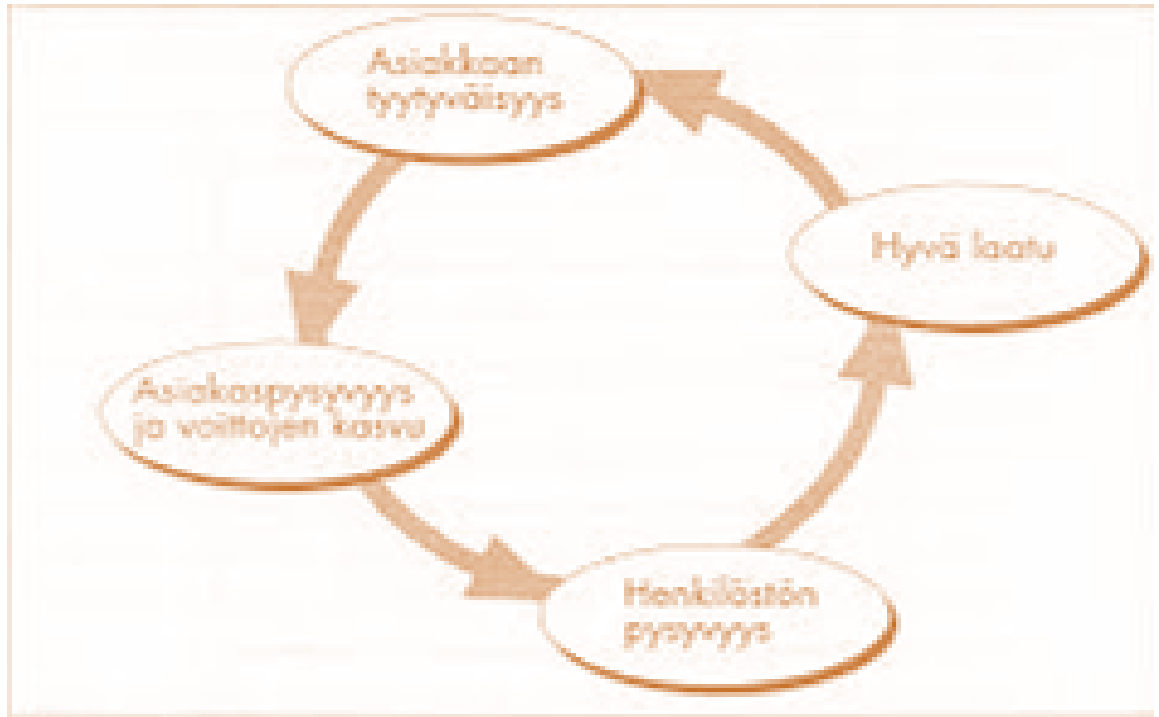 Asiakkaan
tyytyväisyys
Hyvä laatu
Asiakaspysyvyys
ja voittojen kasvu
Henkilöstön
pysyvyys